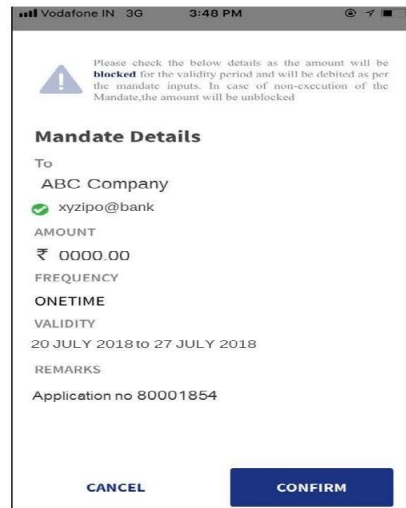 Vodafone IN 3G 3:48 PM
Please check the below details as the amount will be
blocked for the validity period and will be debited as per
the mandate inputs. In case of non-execution of the
Mandate,the amount will be unblocked
Mandate Details
To
ABC Company
xyzipo@bank
AMOUNT
₹ 0000.00
FREQUENCY
ONETIME
VALIDITY
20 JULY 2018 to 27 JULY 2018
REMARKS
Application no 80001854
CANCEL CONFIRM